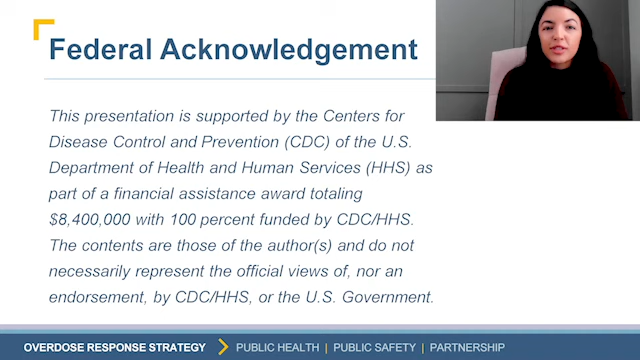 Federal Acknowledgement
This presentation is supported by the Centers for
Disease Control and Prevention (CDC) of the U.S.
Department of Health and Human Services (HHS) as
part of a financial assistance award totaling
$8,400,000 with 100 percent funded by CDC/HHS.
The contents are those of the author(s) and do not
necessarily represent the official views of, nor an
endorsement, by CDC/HHS, or the U.S. Government.
OVERDOSE RESPONSE STRATEGY PUBLIC HEALTH | PUBLIC SAFETY | PARTNERSHIP